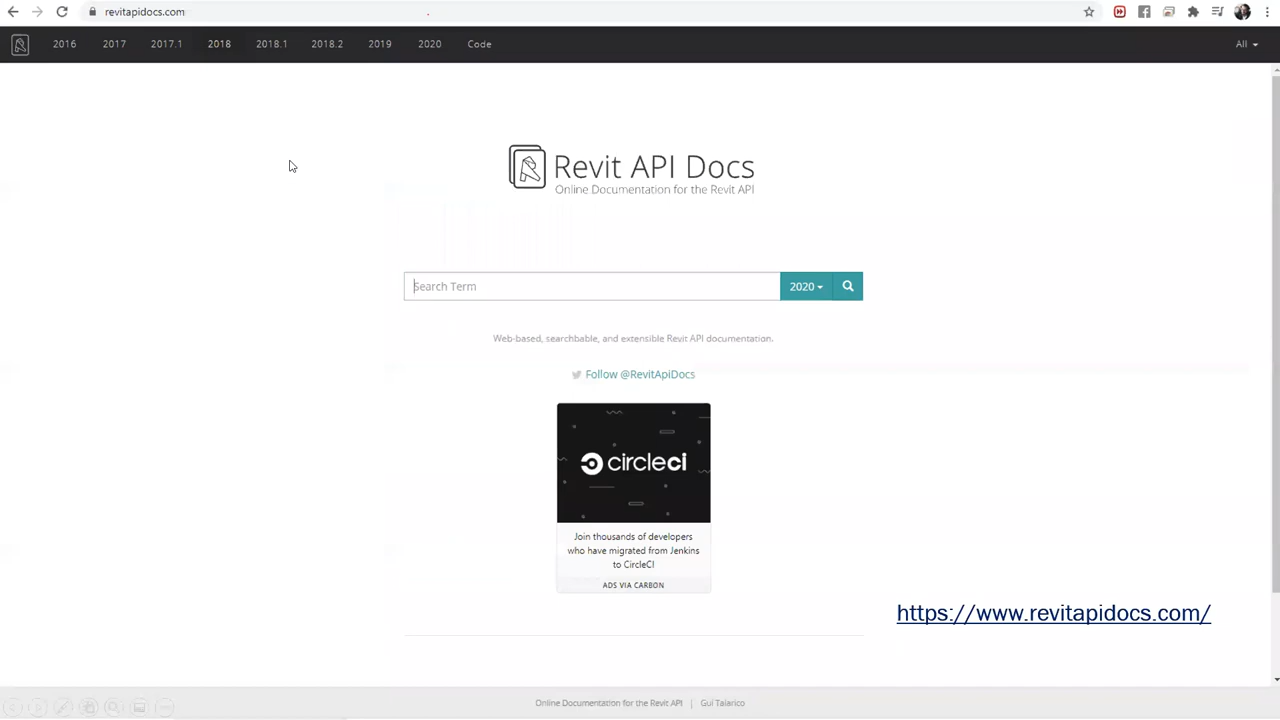 revitapidocs.com
2016 2017 2017.1 2018 2018.1 2018.2 2019 2020 Code All
Revit API Docs
Online Documentation for the Revit API
Search Term 2020
Web-based, searchbable, and extensible Revit API documentation.
Follow @RevitApiDocs
circleci
Join thousands of developers
who have migrated from Jenkins
to CircleCI
ADS VIA CARBON
https://www.revitapidocs.com/
Online Documentation for the Revit API | Gui Talarico